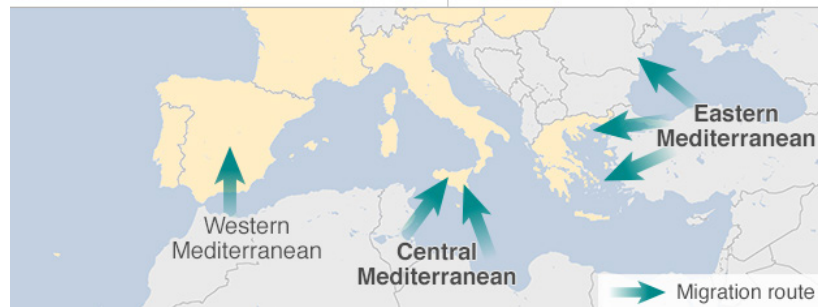 Eastern
Mediterranean
Western
Mediterranean
Central
Mediterranean
Migration route